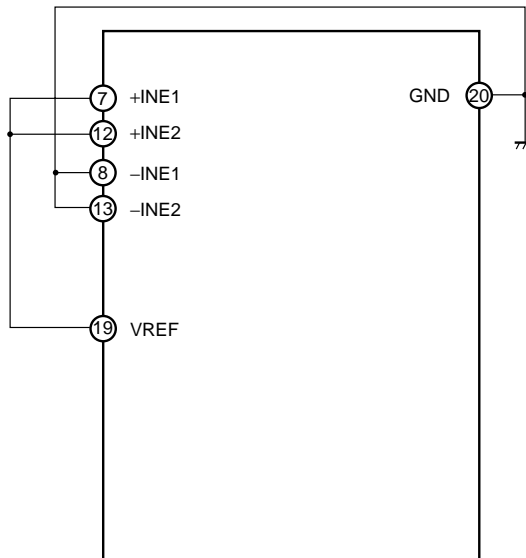 7 +INE1
GND 20
12 +INE2
8 –INE1
13 –INE2
19 VREF